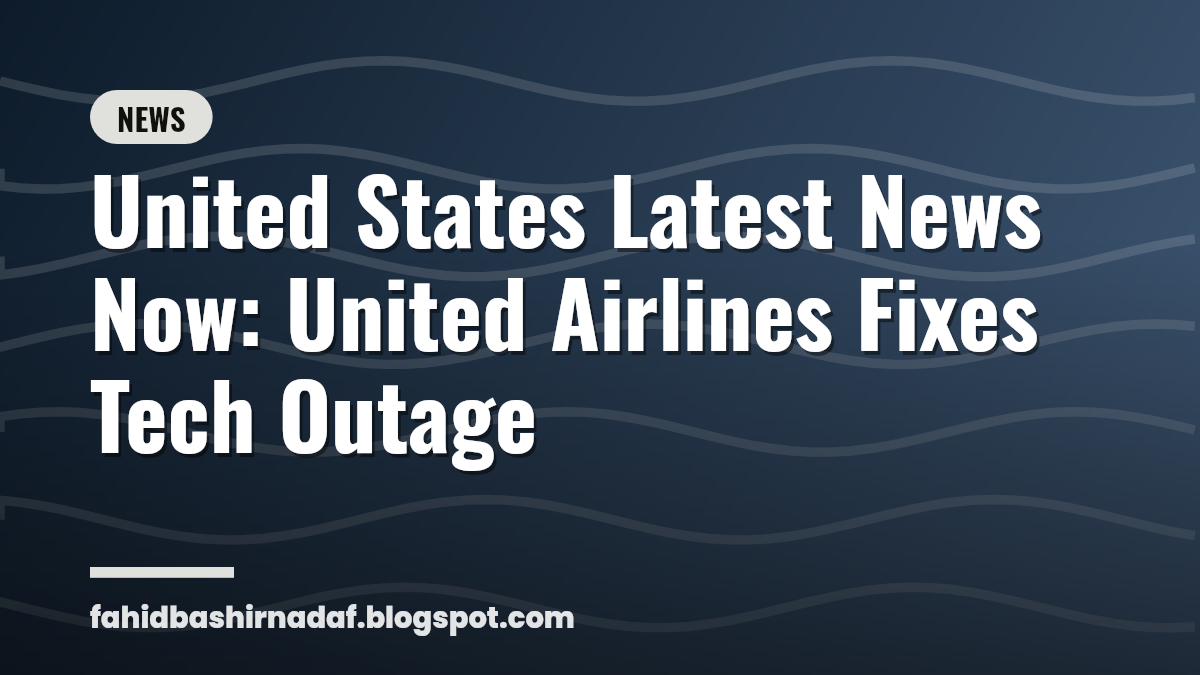 NEWS
United States Latest News
Now: United Airlines Fixes
Tech Outage
fahidbashirnadaf.blogspot.com